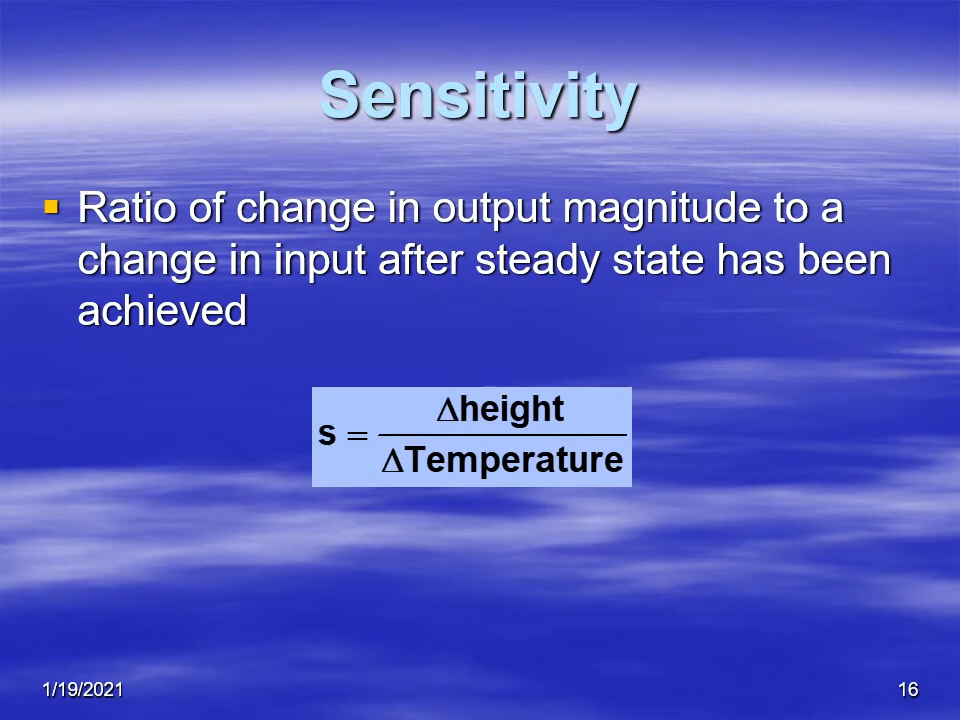 Sensitivity
▪ Ratio of change in output magnitude to a
change in input after steady state has been
achieved
s = Δheight / ΔTemperature
1/19/2021
16